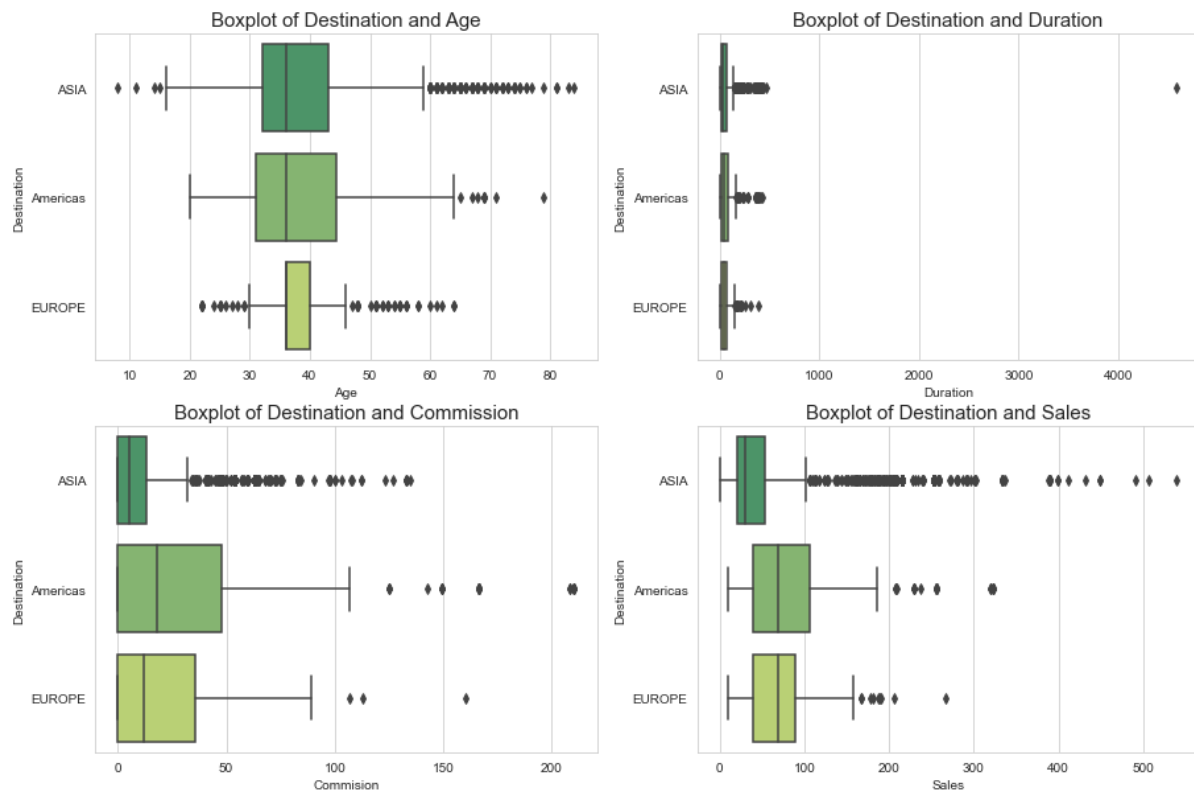 Boxplot of Destination and Age
ASIA
Americas
EUROPE
Destination
10 20 30 40 50 60 70 80
Age
Boxplot of Destination and Duration
ASIA
Americas
EUROPE
Destination
0 1000 2000 3000 4000
Duration
Boxplot of Destination and Commission
ASIA
Americas
EUROPE
Destination
0 50 100 150 200
Commision
Boxplot of Destination and Sales
ASIA
Americas
EUROPE
Destination
0 100 200 300 400 500
Sales